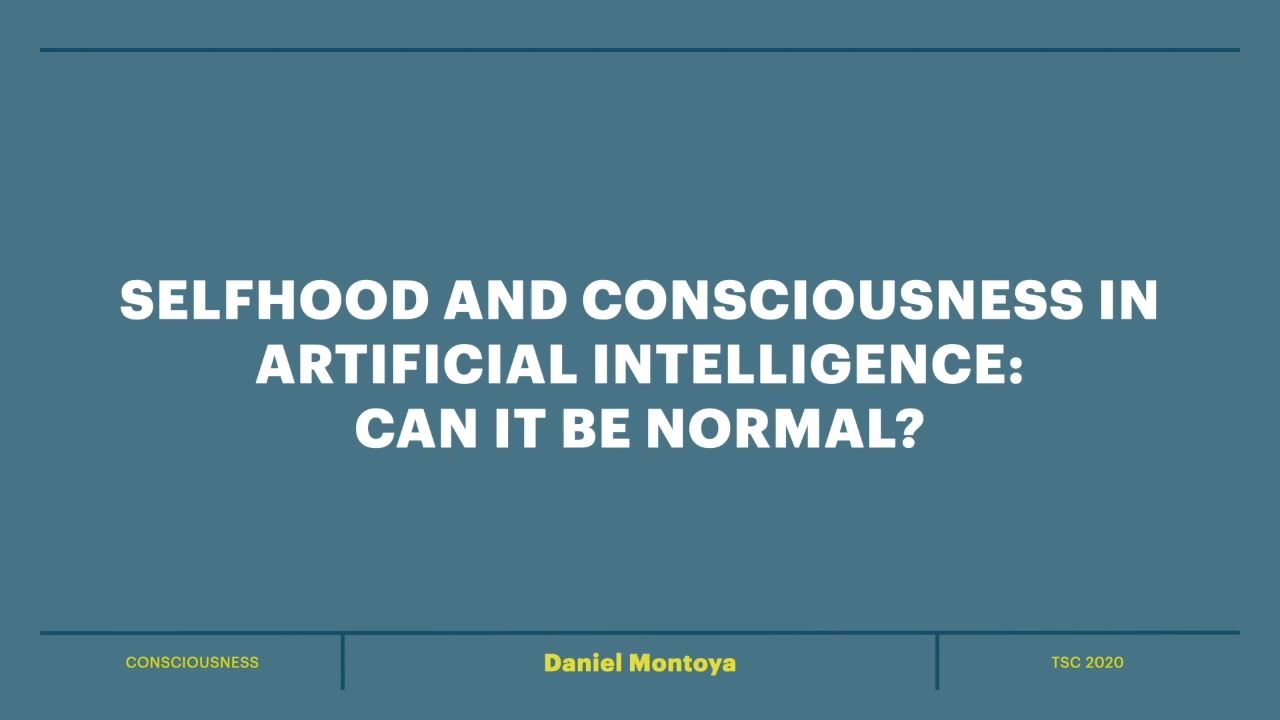 SELFHOOD AND CONSCIOUSNESS IN
ARTIFICIAL INTELLIGENCE:
CAN IT BE NORMAL?
CONSCIOUSNESS
Daniel Montoya
TSC 2020